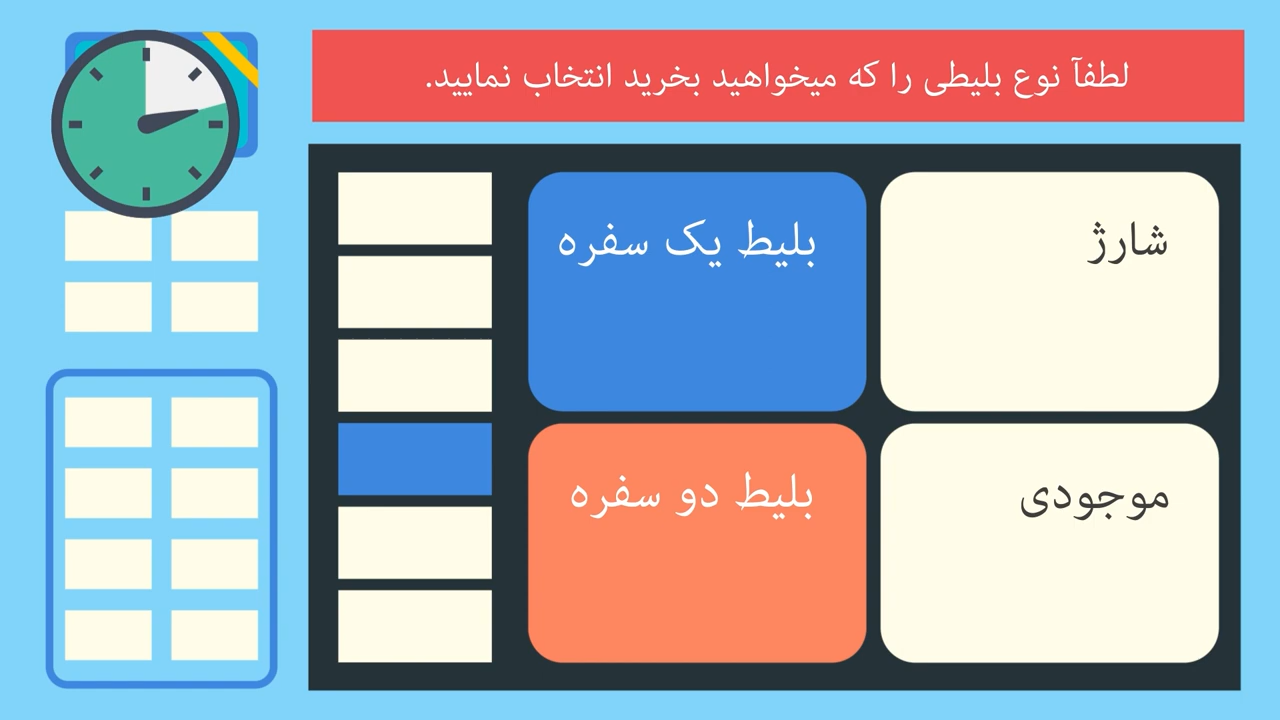 لطفآ نوع بلیطی را که میخواهید بخرید انتخاب نمایید.
شارژ
بلیط یک سفره
موجودی
بلیط دو سفره